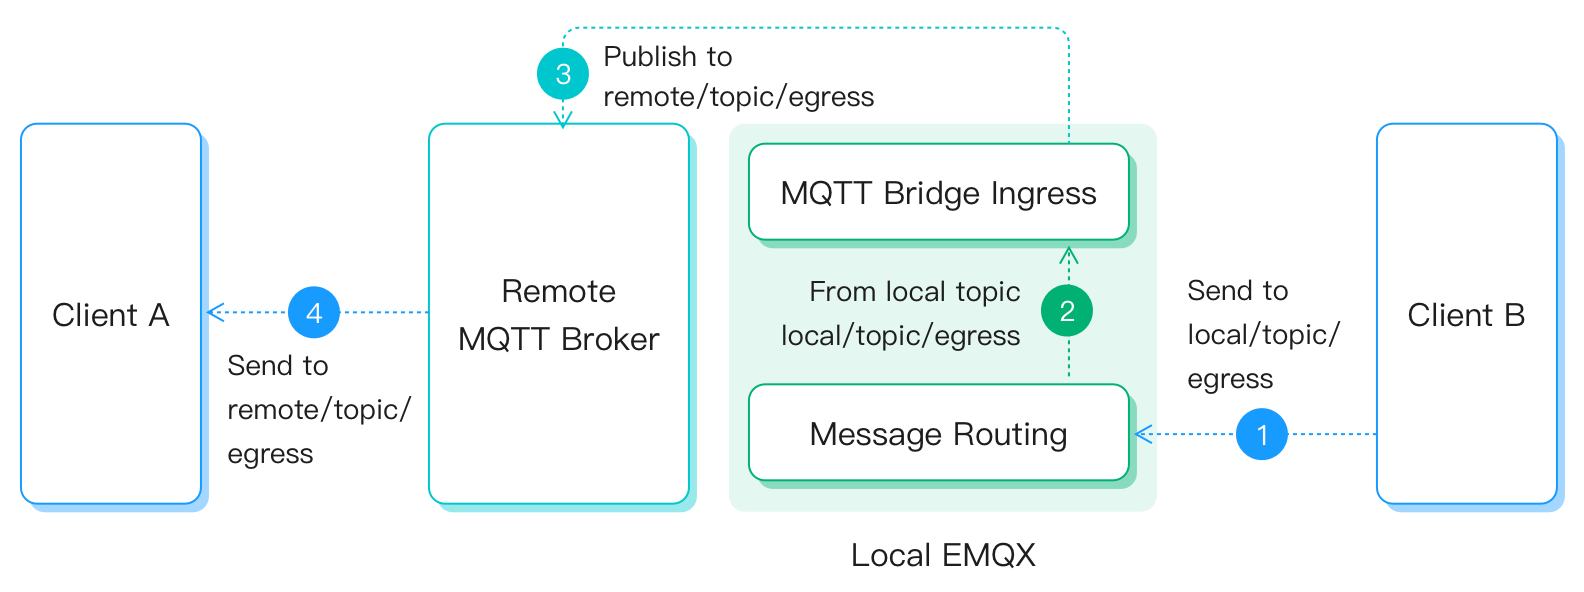 3
Publish to
remote/topic/egress
MQTT Bridge Ingress
Client A
4
Send to
remote/topic/
egress
Remote
MQTT Broker
From local topic
local/topic/egress
2
Message Routing
Send to
local/topic/
egress
1
Client B
Local EMQX